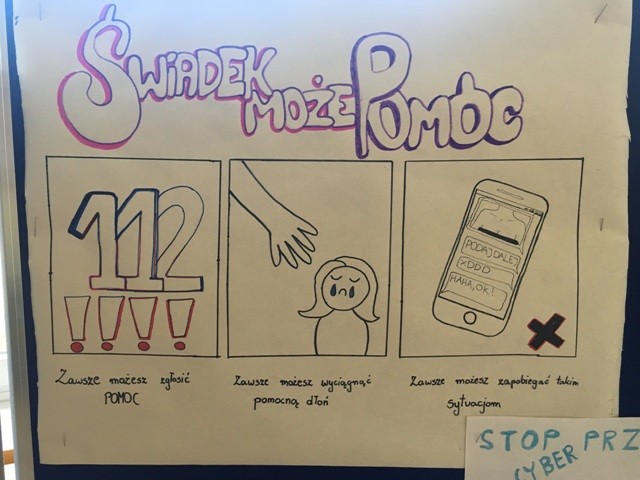 ŚWIADEK
MOŻE
POMÓC
112
!!!!
PODAJ DALEJ
XDDD
HAHA, OK!
Zawsze możesz zgłosić
POMOC
Zawsze możesz wyciągnąć
pomocną dłoń
Zawsze możesz zapobiegać takim
sytuacjom
STOP PRZ
CYBER